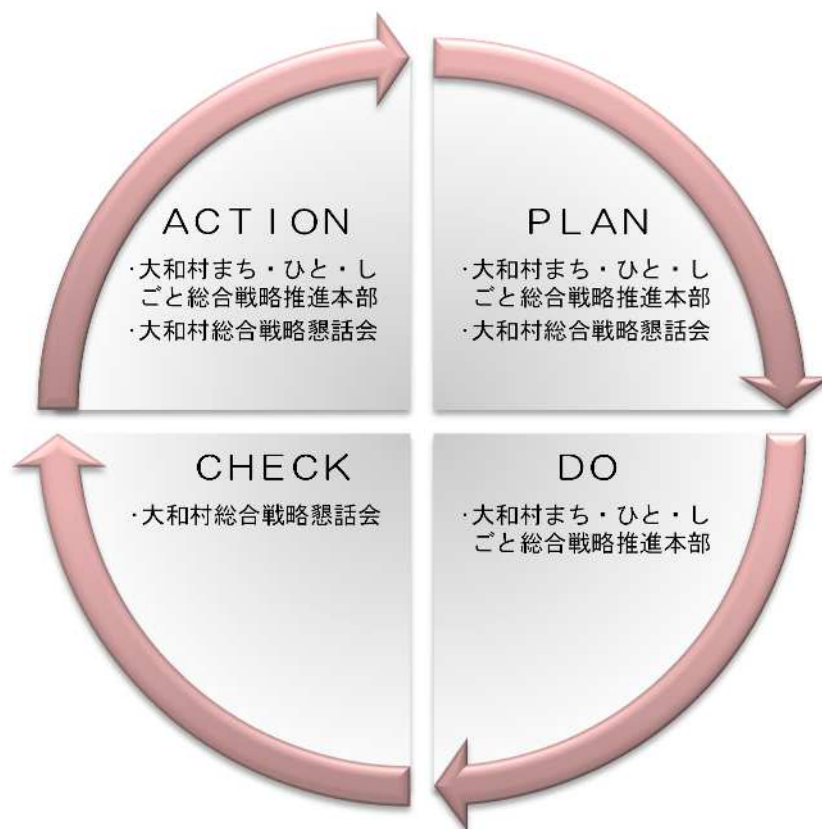 ACTION
・大和村まち・ひと・し
ごと総合戦略推進本部
・大和村総合戦略懇話会
PLAN
・大和村まち・ひと・し
ごと総合戦略推進本部
・大和村総合戦略懇話会
CHECK
・大和村総合戦略懇話会
DO
・大和村まち・ひと・し
ごと総合戦略推進本部